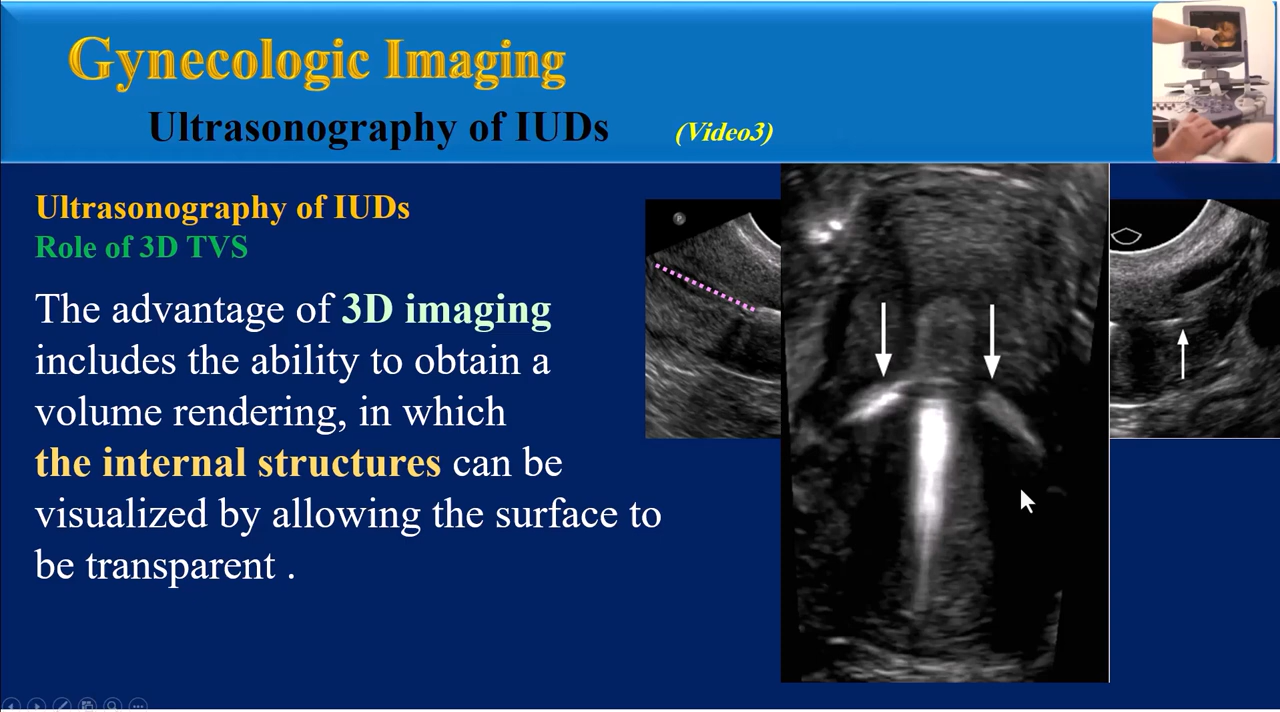 Gynecologic Imaging
Ultrasonography of IUDs
(Video3)
Ultrasonography of IUDs
Role of 3D TVS
The advantage of 3D imaging
includes the ability to obtain a
volume rendering, in which
the internal structures can be
visualized by allowing the surface to
be transparent .
P